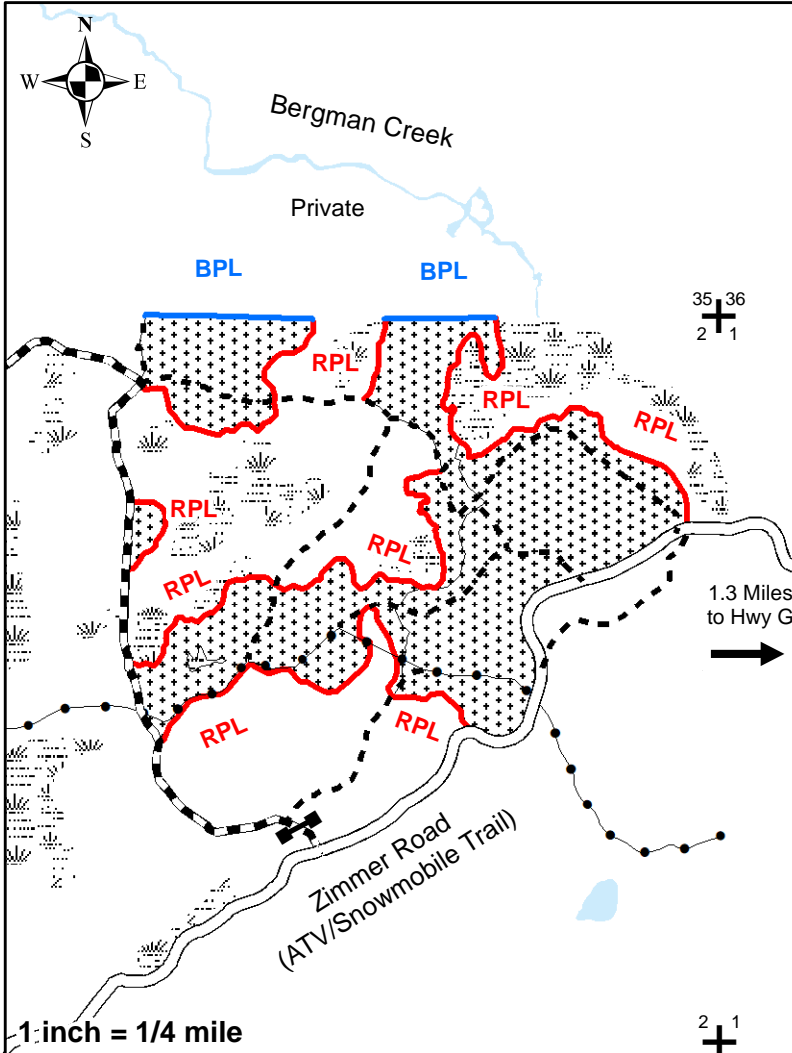 N
W E
S
Bergman Creek
Private
BPL
BPL
35 36
2 1
RPL
RPL
RPL
RPL
RPL
RPL
1.3 Miles
to Hwy G
RPL
RPL
Zimmer Road
(ATV/Snowmobile Trail)
1 inch = 1/4 mile
2 1